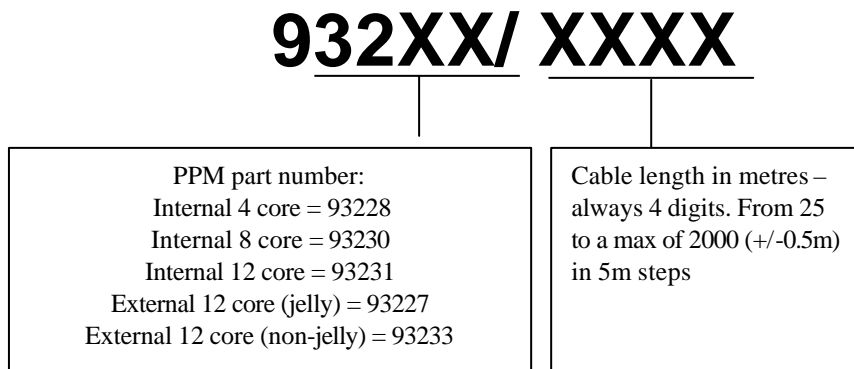 932XX/ XXXX
PPM part number:
Internal 4 core = 93228
Internal 8 core = 93230
Internal 12 core = 93231
External 12 core (jelly) = 93227
External 12 core (non-jelly) = 93233
Cable length in metres –
always 4 digits. From 25
to a max of 2000 (+/-0.5m)
in 5m steps